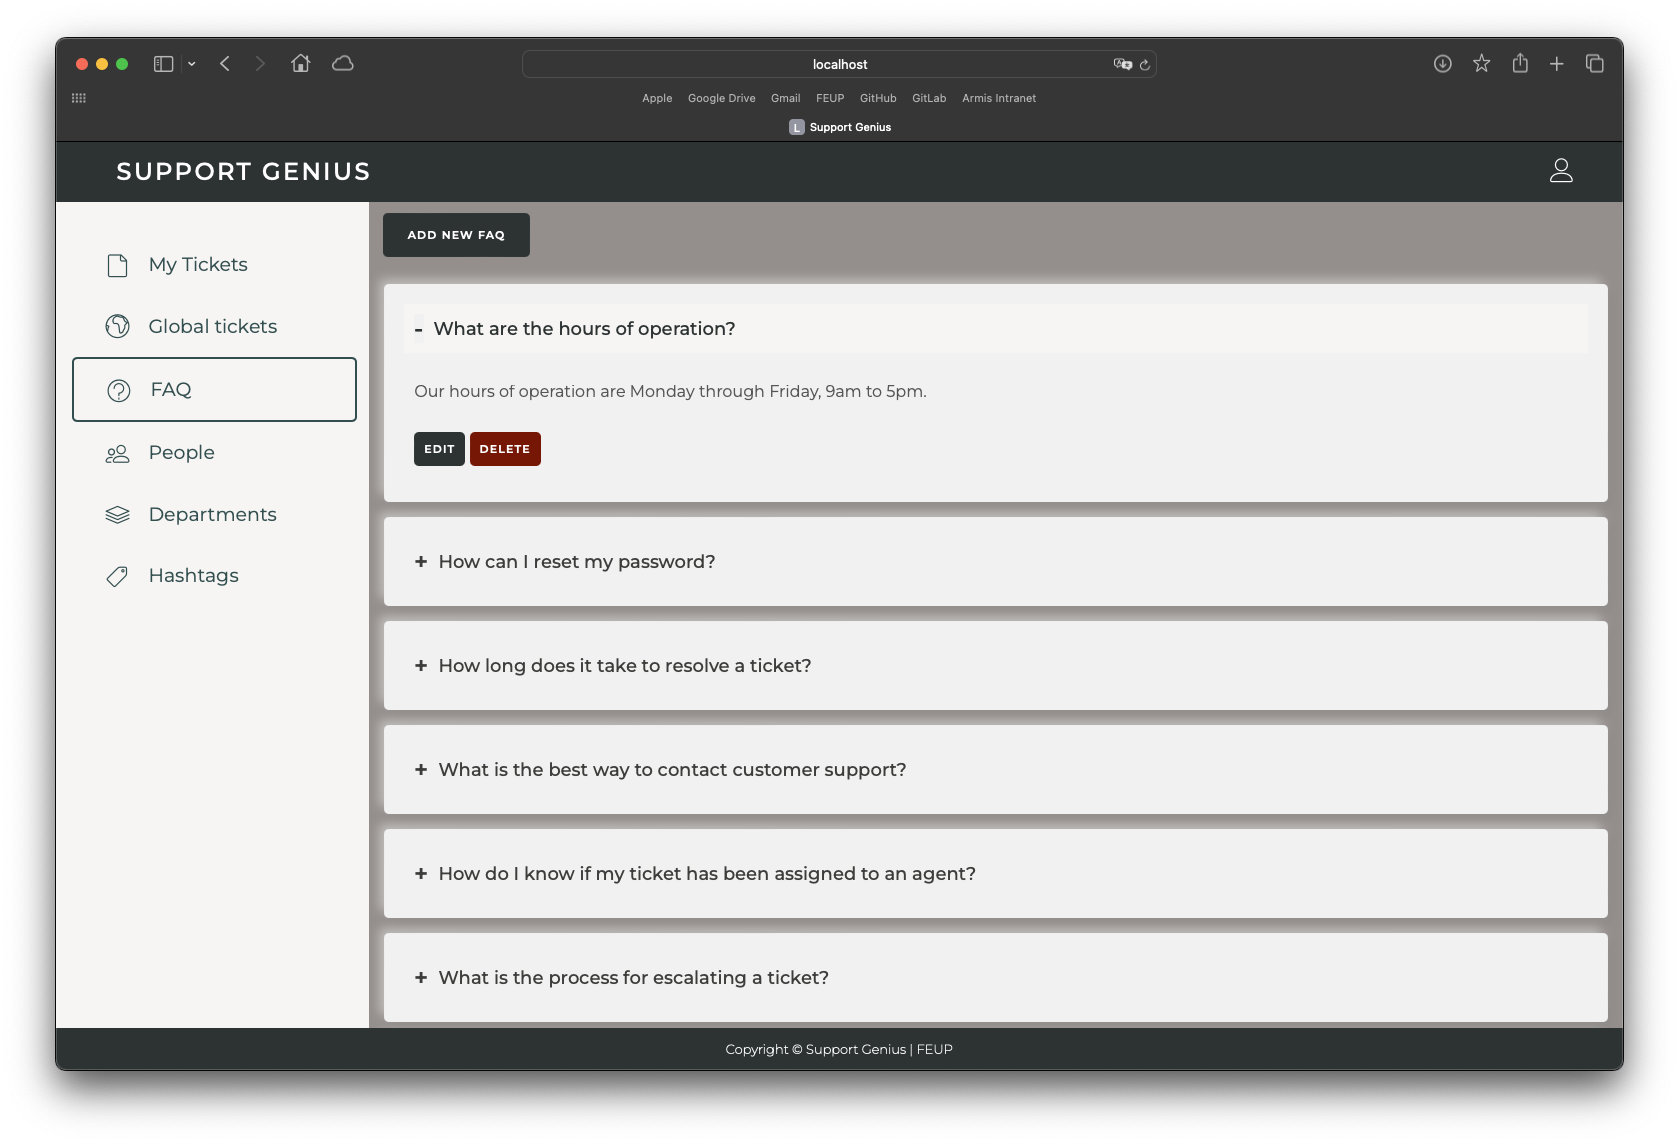 localhost
Apple Google Drive Gmail FEUP GitHub GitLab Armis Intranet
L Support Genius
SUPPORT GENIUS
My Tickets
Global tickets
FAQ
People
Departments
Hashtags
ADD NEW FAQ
- What are the hours of operation?
Our hours of operation are Monday through Friday, 9am to 5pm.
EDIT DELETE
+ How can I reset my password?
+ How long does it take to resolve a ticket?
+ What is the best way to contact customer support?
+ How do I know if my ticket has been assigned to an agent?
+ What is the process for escalating a ticket?
Copyright © Support Genius | FEUP